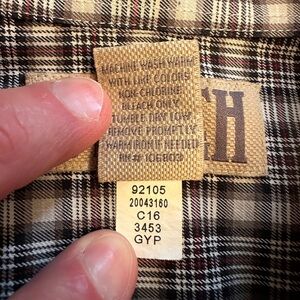 MACHINE WASH WARM
WITH LIKE COLORS
NON-CHLORINE
BLEACH ONLY
TUMBLE DRY LOW
REMOVE PROMPTLY
WARM IRON IF NEEDED
RN# 106803
TH
92105
20043160
C16
3453
GYP